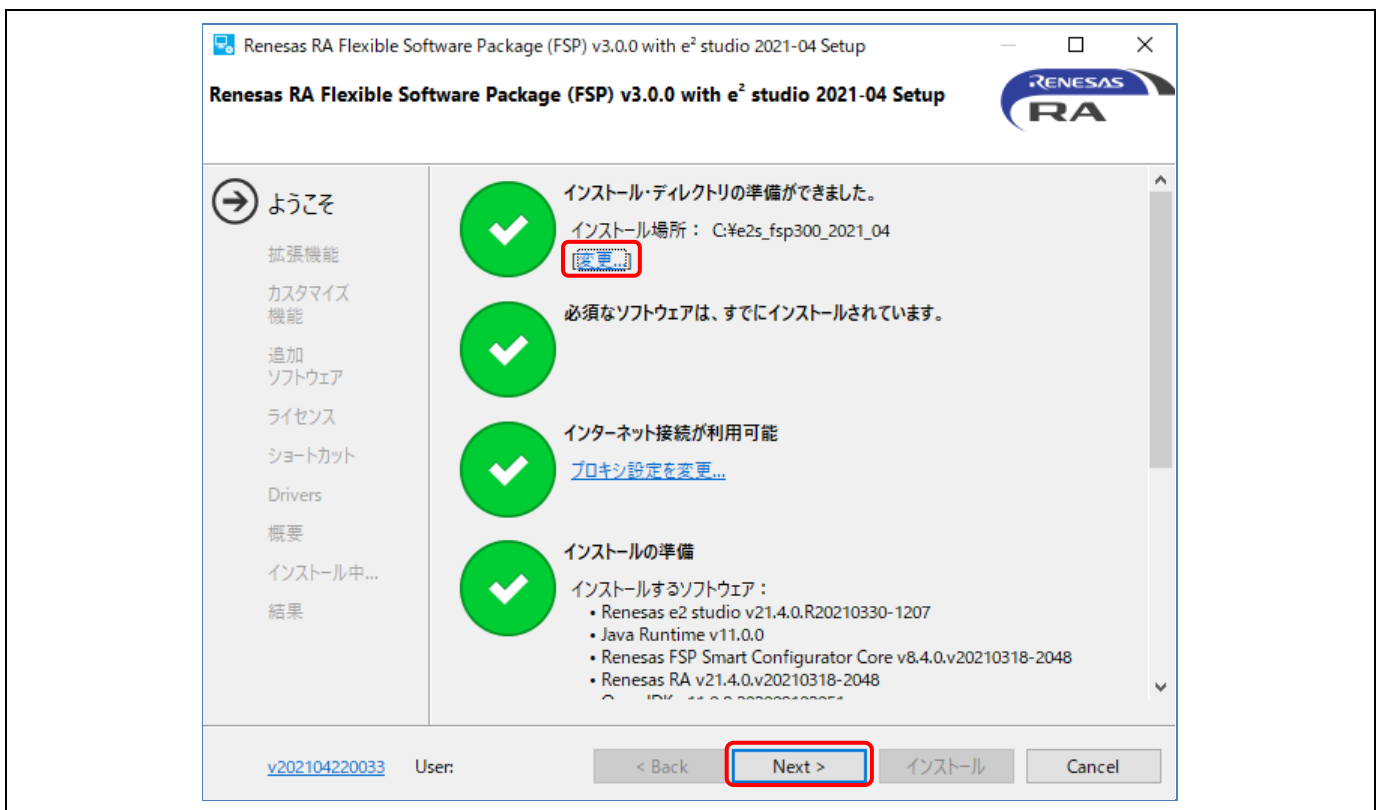 Renesas RA Flexible Software Package (FSP) v3.0.0 with e² studio 2021-04 Setup
Renesas RA Flexible Software Package (FSP) v3.0.0 with e² studio 2021-04 Setup
RENESAS
RA
ようこそ
拡張機能
カスタマイズ
機能
追加
ソフトウェア
ライセンス
ショートカット
Drivers
概要
インストール中...
結果
インストール・ディレクトリの準備ができました。
インストール場所： C:¥e2s_fsp300_2021_04
[変更...]
必須なソフトウェアは、すでにインストールされています。
インターネット接続が利用可能
プロキシ設定を変更...
インストールの準備
インストールするソフトウェア：
• Renesas e2 studio v21.4.0.R20210330-1207
• Java Runtime v11.0.0
• Renesas FSP Smart Configurator Core v8.4.0.v20210318-2048
• Renesas RA v21.4.0.v20210318-2048
v202104220033 User:
< Back Next > インストール Cancel